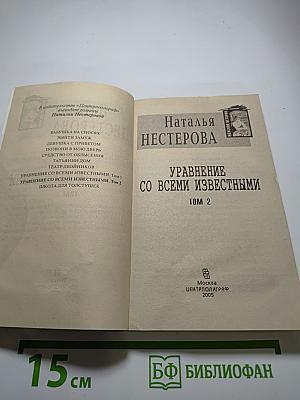 В издательстве «Центрполиграф»
выходят романы
Натальи Нестеровой
БАБУШКА НА СНОСЯХ
ВЫЙТИ ЗАМУЖ
ДЕВУШКА С ПРИВЕТОМ
ПОЗВОНИ В МОЮ ДВЕРЬ
СРЕДСТВО ОТ ОБЛЫСЕНИЯ
ТАТЬЯНИН ДОМ
ТЕАТР ДВОЙНИКОВ
УРАВНЕНИЕ СО ВСЕМИ ИЗВЕСТНЫМИ. Том 1
УРАВНЕНИЕ СО ВСЕМИ ИЗВЕСТНЫМИ. Том 2
ШКОЛА ДЛЯ ТОЛСТУШЕК
Наталья
НЕСТЕРОВА
УРАВНЕНИЕ
СО ВСЕМИ ИЗВЕСТНЫМИ
ТОМ 2
Москва
ЦЕНТРПОЛИГРАФ
2005
15 см
БФ БИБЛИОФАН